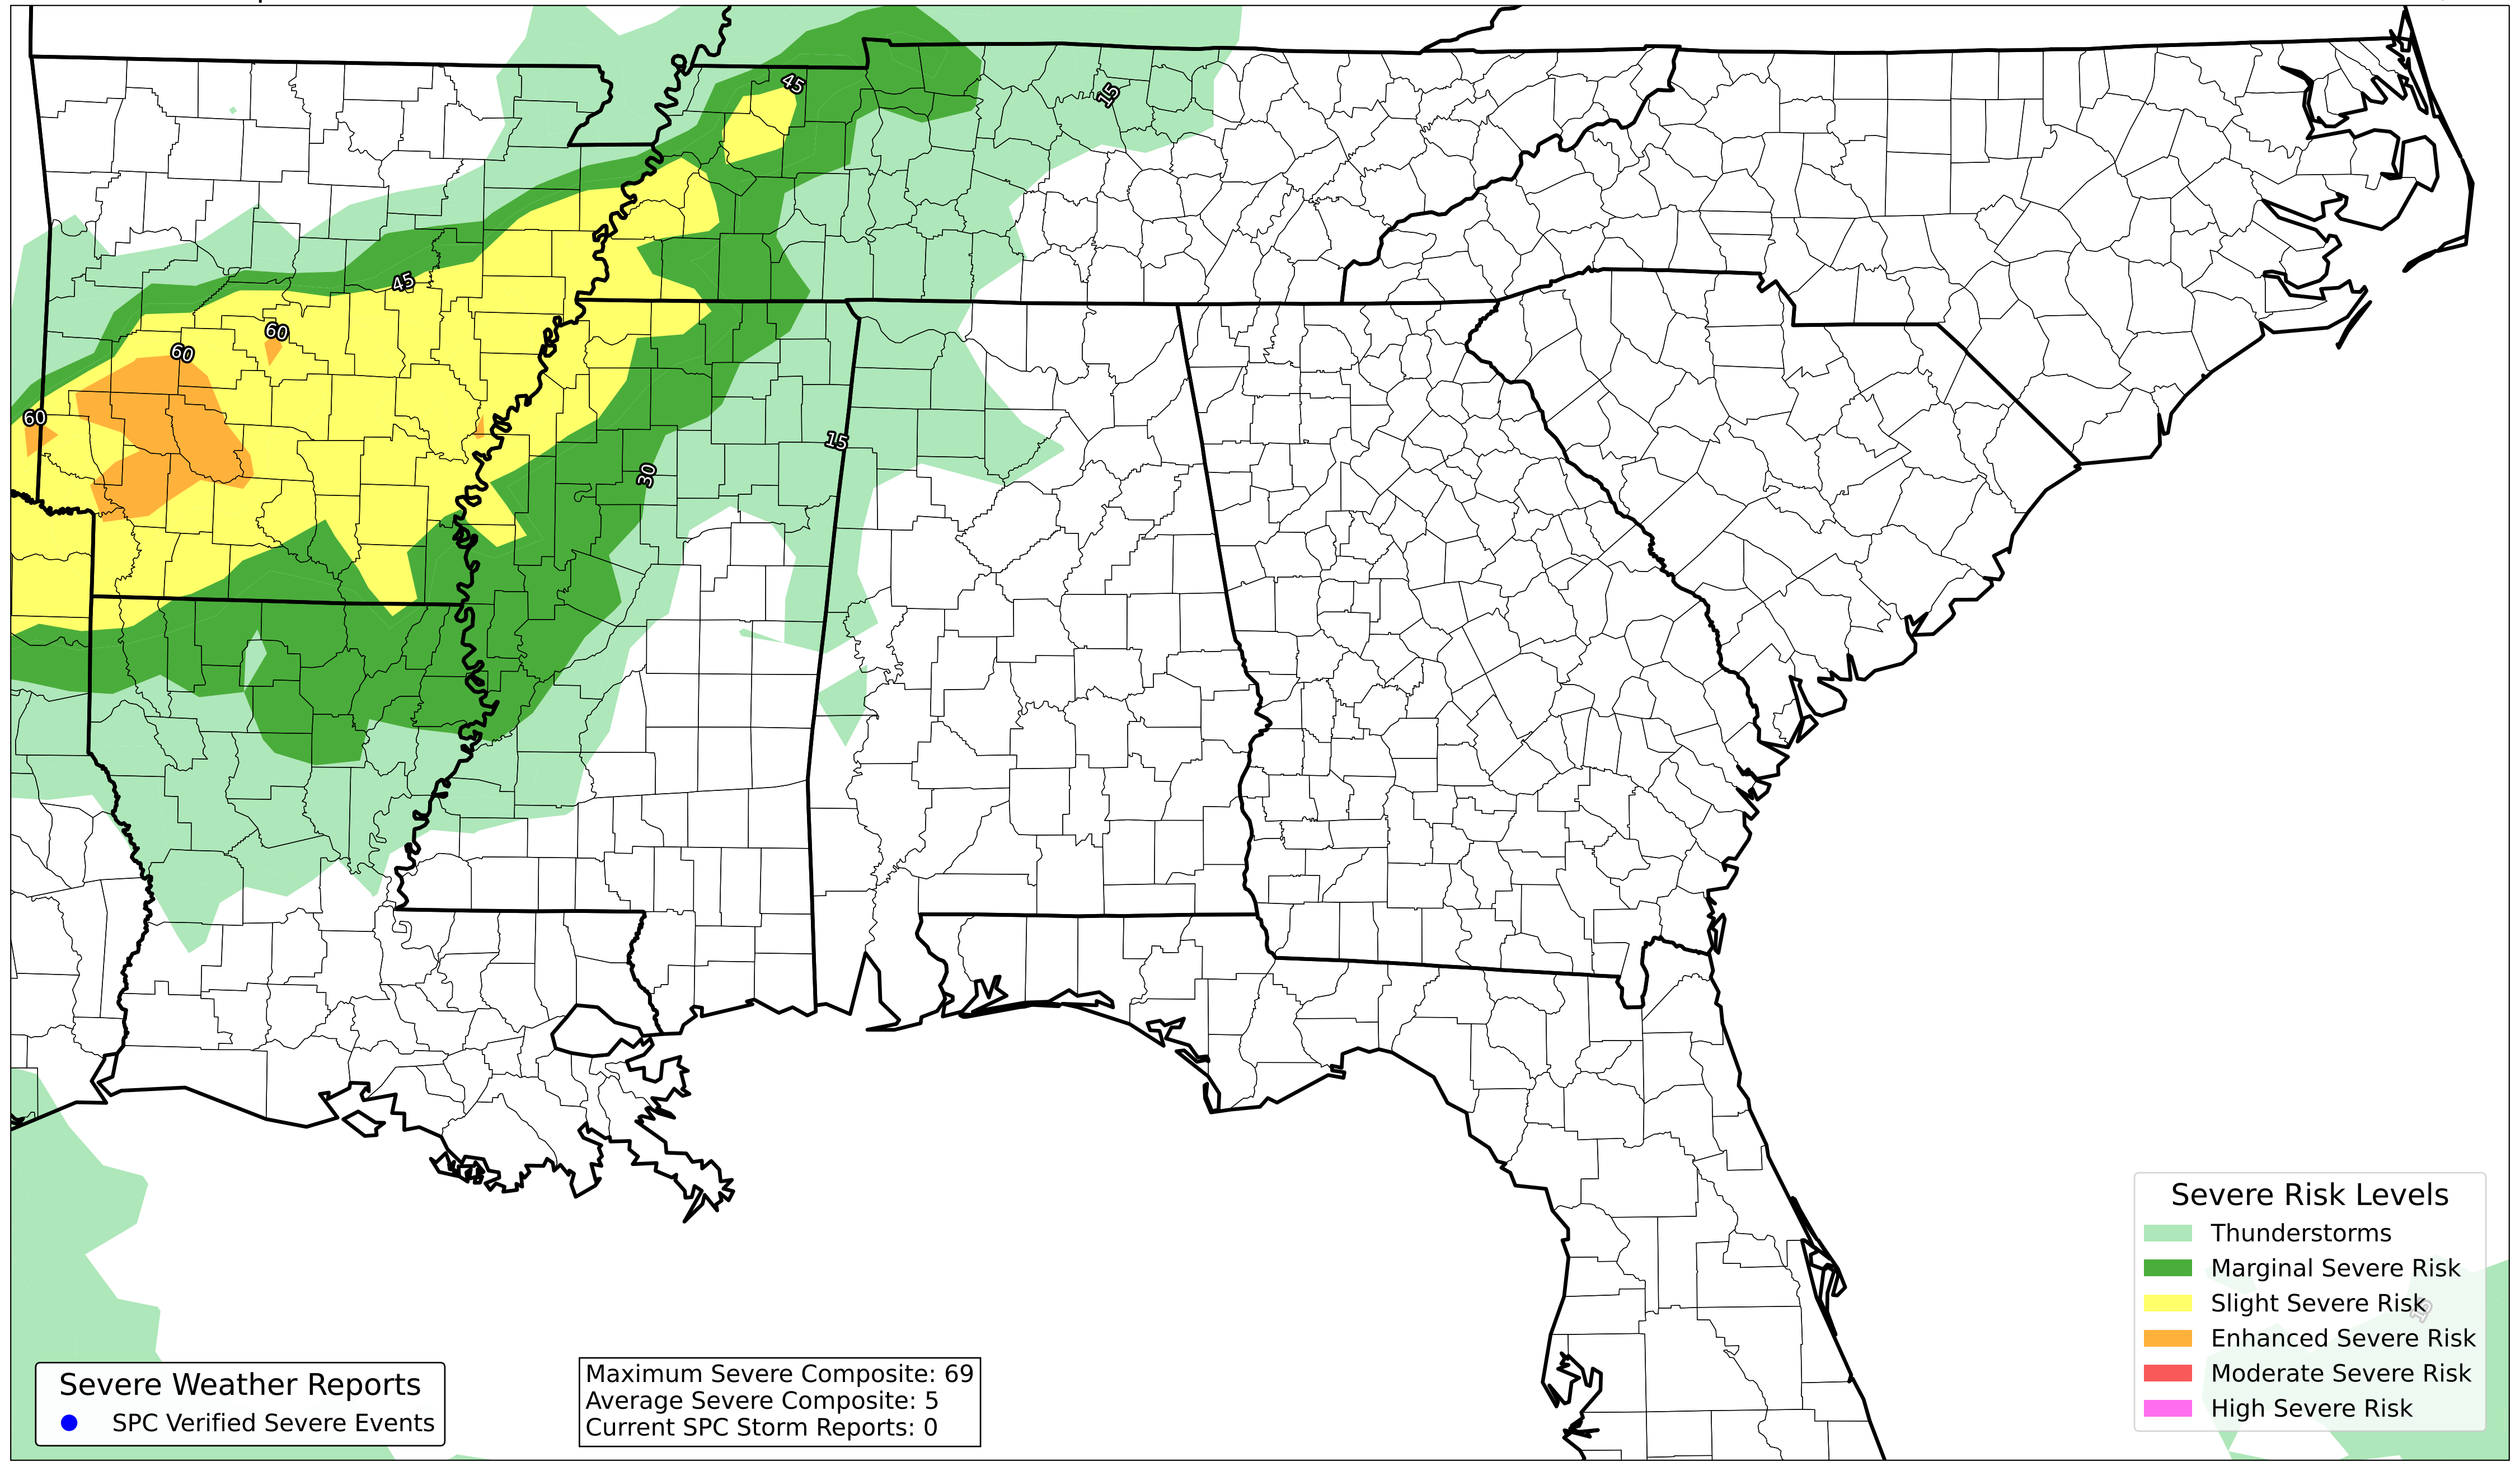 45
15
45
60
60
60
15
30
Severe Risk Levels
Thunderstorms
Marginal Severe Risk
Slight Severe Risk
Enhanced Severe Risk
Moderate Severe Risk
High Severe Risk
Severe Weather Reports
SPC Verified Severe Events
Maximum Severe Composite: 69
Average Severe Composite: 5
Current SPC Storm Reports: 0